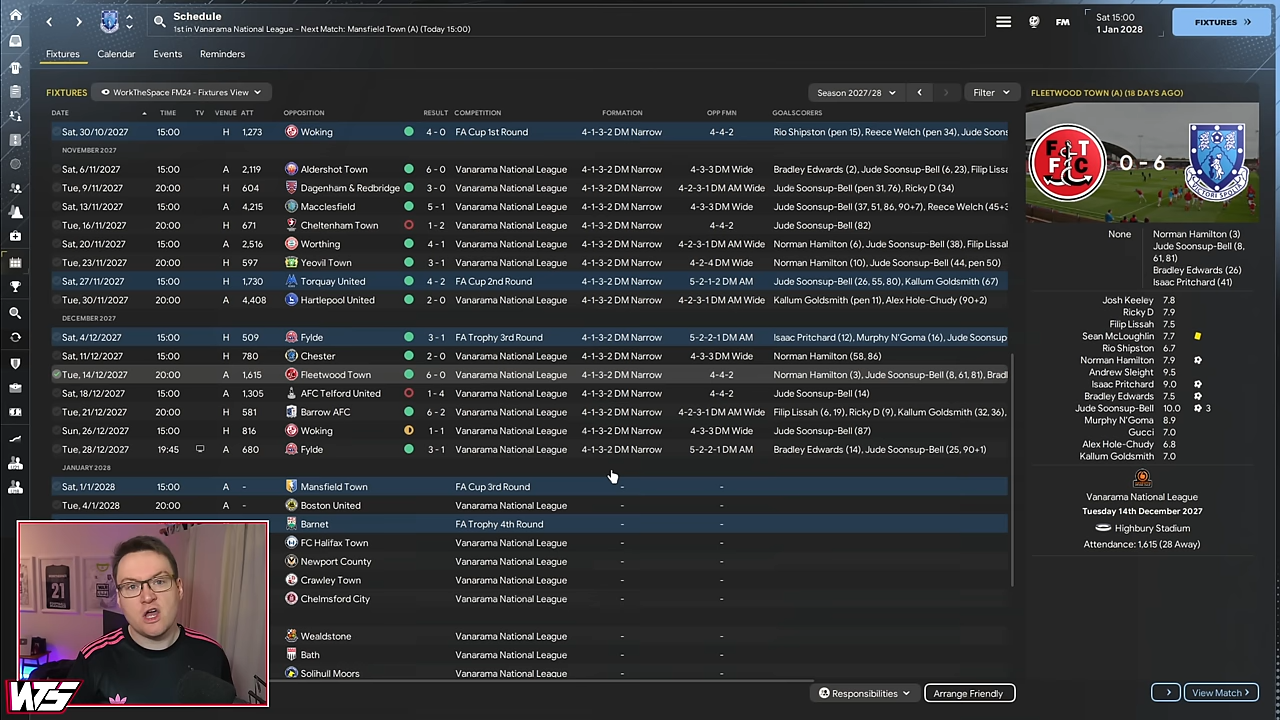 Schedule
1st in Vanarama National League - Next Match: Mansfield Town (A) (Today 15:00)
FM
Sat 15:00
1 Jan 2028
FIXTURES
Fixtures Calendar Events Reminders
FIXTURES WorkTheSpace FM24 - Fixtures View Season 2027/28 Filter
DATE TIME TV VENUE ATT OPPOSITION RESULT COMPETITION FORMATION OPP FMN GOALSCORERS
Sat, 30/10/2027 15:00 H 1,273 Woking 4 - 0 FA Cup 1st Round 4-1-3-2 DM Narrow 4-4-2 Rio Shipston (pen 15), Reece Welch (pen 34), Jude Soons
NOVEMBER 2027
Sat, 6/11/2027 15:00 A 2,119 Aldershot Town 6 - 0 Vanarama National League 4-1-3-2 DM Narrow 4-3-3 DM Wide Bradley Edwards (2), Jude Soonsup-Bell (6, 23), Filip Lissa
Tue, 9/11/2027 20:00 H 604 Dagenham & Redbridge 3 - 0 Vanarama National League 4-1-3-2 DM Narrow 4-2-3-1 DM AM Wide Jude Soonsup-Bell (pen 31, 76), Ricky D (34)
Sat, 13/11/2027 15:00 A 4,215 Macclesfield 5 - 1 Vanarama National League 4-1-3-2 DM Narrow 4-3-3 DM Wide Jude Soonsup-Bell (37, 51, 86, 90+7), Reece Welch (45+3
Tue, 16/11/2027 20:00 H 671 Cheltenham Town 1 - 2 Vanarama National League 4-1-3-2 DM Narrow 4-4-2 Jude Soonsup-Bell (82)
Sat, 20/11/2027 15:00 A 2,516 Worthing 4 - 1 Vanarama National League 4-1-3-2 DM Narrow 4-2-3-1 DM AM Wide Norman Hamilton (6), Jude Soonsup-Bell (38), Filip Lissal
Tue, 23/11/2027 20:00 H 597 Yeovil Town 3 - 1 Vanarama National League 4-1-3-2 DM Narrow 4-2-4 DM Wide Norman Hamilton (10), Jude Soonsup-Bell (44, pen 50)
Sat, 27/11/2027 15:00 H 1,730 Torquay United 4 - 2 FA Cup 2nd Round 4-1-3-2 DM Narrow 5-2-1-2 DM AM Jude Soonsup-Bell (26, 55, 80), Kallum Goldsmith (67)
Tue, 30/11/2027 20:00 A 4,408 Hartlepool United 2 - 0 Vanarama National League 4-1-3-2 DM Narrow 4-2-3-1 DM AM Wide Kallum Goldsmith (pen 11), Alex Hole-Chudy (90+2)
DECEMBER 2027
Sat, 4/12/2027 15:00 H 509 Fylde 3 - 1 FA Trophy 3rd Round 4-1-3-2 DM Narrow 5-2-2-1 DM AM Isaac Pritchard (12), Murphy N'Goma (16), Jude Soonsup
Sat, 11/12/2027 15:00 H 780 Chester 2 - 0 Vanarama National League 4-1-3-2 DM Narrow 4-3-3 DM Wide Norman Hamilton (58, 86)
Tue, 14/12/2027 20:00 A 1,615 Fleetwood Town 6 - 0 Vanarama National League 4-1-3-2 DM Narrow 4-4-2 Norman Hamilton (3), Jude Soonsup-Bell (8, 61, 81), Brad
Sat, 18/12/2027 15:00 A 1,305 AFC Telford United 1 - 4 Vanarama National League 4-1-3-2 DM Narrow 4-4-2 Jude Soonsup-Bell (14)
Tue, 21/12/2027 20:00 H 581 Barrow AFC 6 - 2 Vanarama National League 4-1-3-2 DM Narrow 4-2-3-1 DM AM Wide Filip Lissah (6, 19), Ricky D (9), Kallum Goldsmith (32, 36),
Sun, 26/12/2027 15:00 H 816 Woking 1 - 1 Vanarama National League 4-1-3-2 DM Narrow 4-3-3 DM Wide Jude Soonsup-Bell (87)
Tue, 28/12/2027 19:45 A 680 Fylde 3 - 1 Vanarama National League 4-1-3-2 DM Narrow 5-2-2-1 DM AM Bradley Edwards (14), Jude Soonsup-Bell (25, 90+1)
JANUARY 2028
Sat, 1/1/2028 15:00 A - Mansfield Town FA Cup 3rd Round - -
Tue, 4/1/2028 20:00 A - Boston United Vanarama National League - -
Barnet FA Trophy 4th Round - -
FC Halifax Town Vanarama National League - -
Newport County Vanarama National League - -
Crawley Town Vanarama National League - -
Chelmsford City Vanarama National League - -
Wealdstone Vanarama National League - -
Bath Vanarama National League - -
Solihull Moors Vanarama National League - -
Responsibilities Arrange Friendly
FLEETWOOD TOWN (A) (18 DAYS AGO)
FTFC
0 - 6
None
Norman Hamilton (3)
Jude Soonsup-Bell (8,
61, 81)
Bradley Edwards (26)
Isaac Pritchard (41)
Josh Keeley 7.8
Ricky D 7.9
Filip Lissah 7.5
Sean McLoughlin 7.7
Rio Shipston 6.7
Norman Hamilton 7.9
Andrew Sleight 9.5
Isaac Pritchard 9.0
Bradley Edwards 7.5
Jude Soonsup-Bell 10.0 3
Murphy N'Goma 8.9
Gucci 7.0
Alex Hole-Chudy 6.8
Kallum Goldsmith 7.0
Vanarama National League
Tuesday 14th December 2027
Highbury Stadium
Attendance: 1,615 (28 Away)
View Match
21
WTS